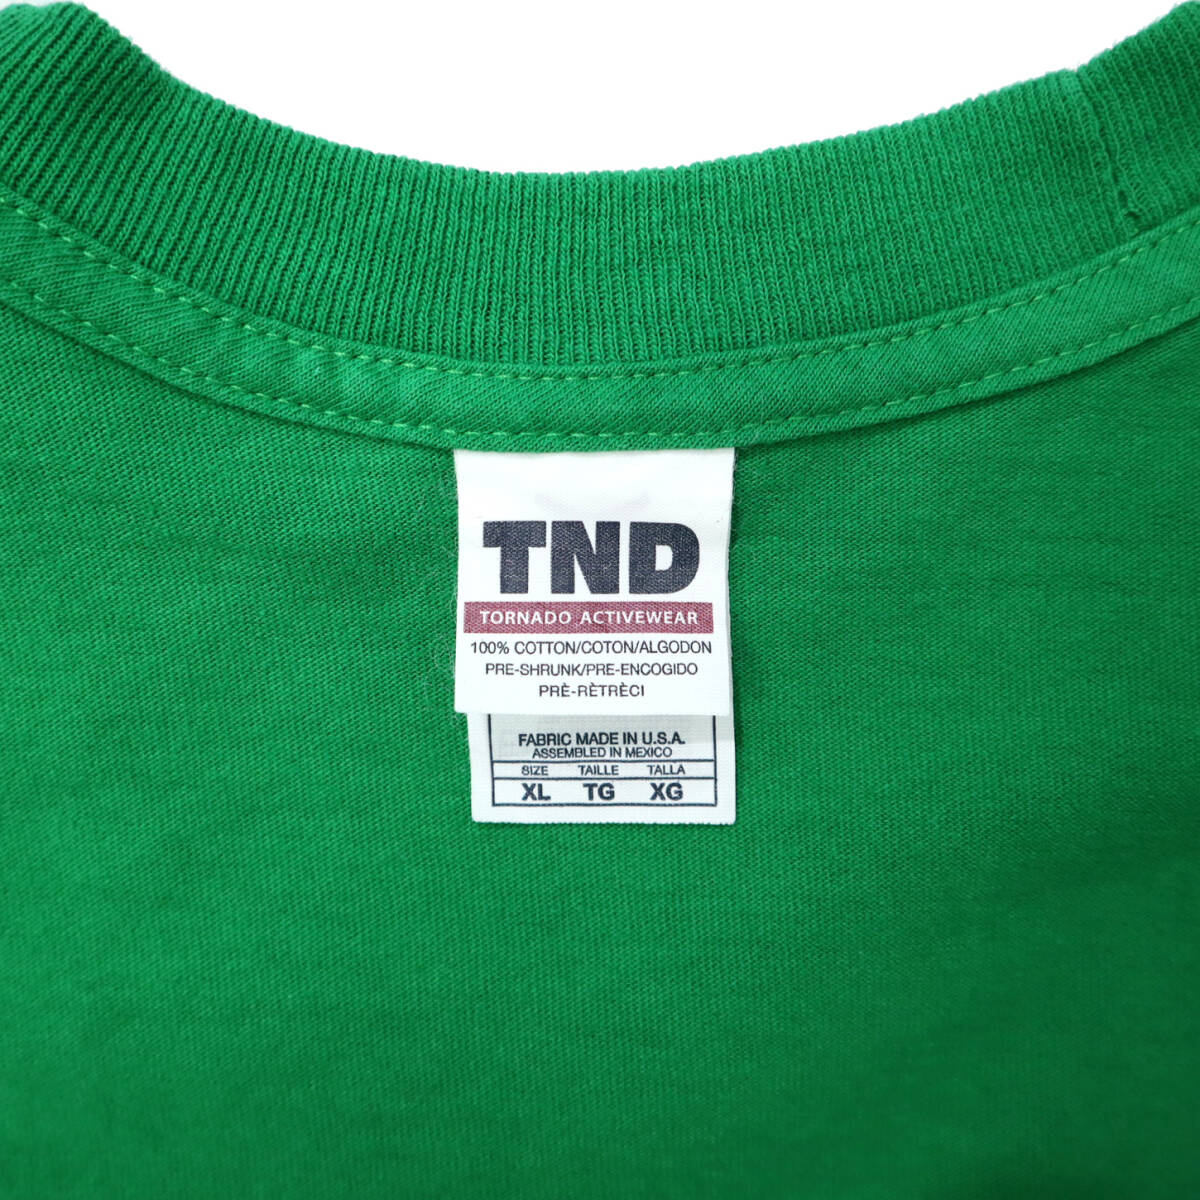 TND
TORNADO ACTIVEWEAR
100% COTTON/COTON/ALGODON
PRE-SHRUNK/PRE-ENCOGIDO
PRÈ-RÈTRÈCI
FABRIC MADE IN U.S.A.
ASSEMBLED IN MEXICO
SIZE TAILLE TALLA
XL TG XG